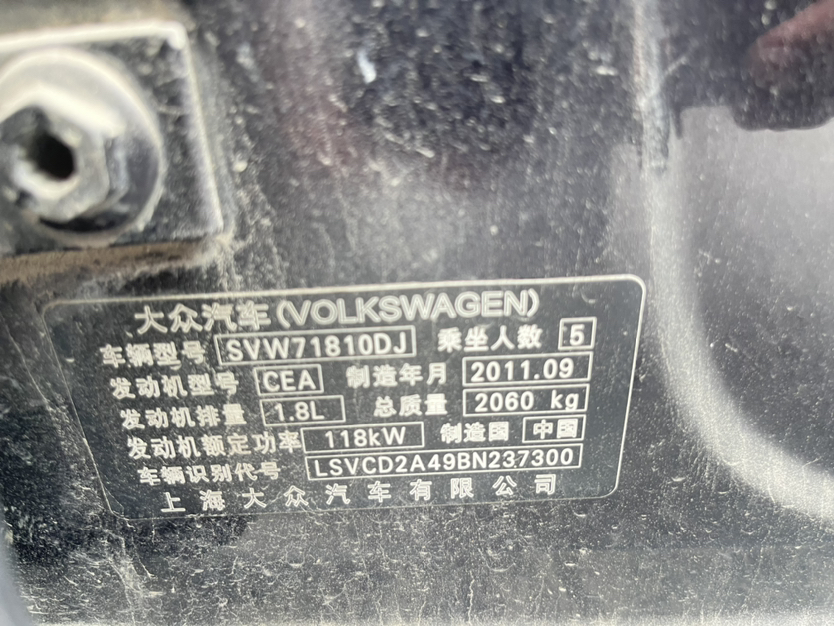 大众汽车(VOLKSWAGEN)
车辆型号 SVW71810DJ 乘坐人数 5
发动机型号 CEA 制造年月 2011.09
发动机排量 1.8L 总质量 2060 kg
发动机额定功率 118kW 制造国 中国
车辆识别代号 LSVCD2A49BN237300
上海大众汽车有限公司